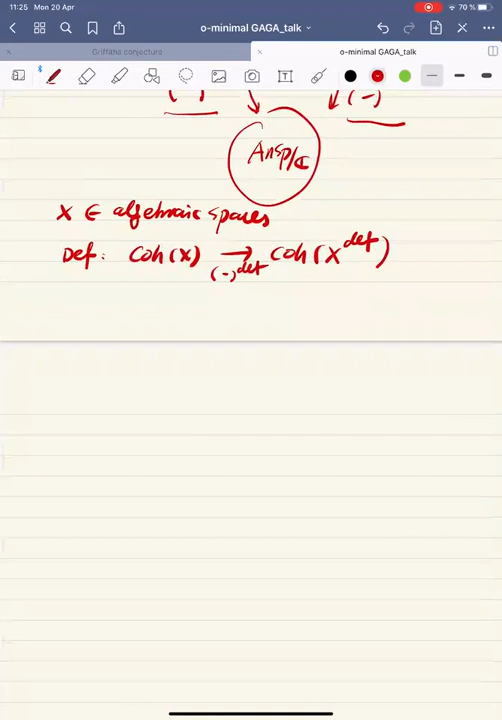 11:25 Mon 20 Apr
70 %
o-minimal GAGA_talk
Griffiths conjecture
o-minimal GAGA_talk
(-) (-)
Ansp/ℂ
X ∈ algebraic spaces
Def: Coh(X) → Coh(X^def)
(-)^def